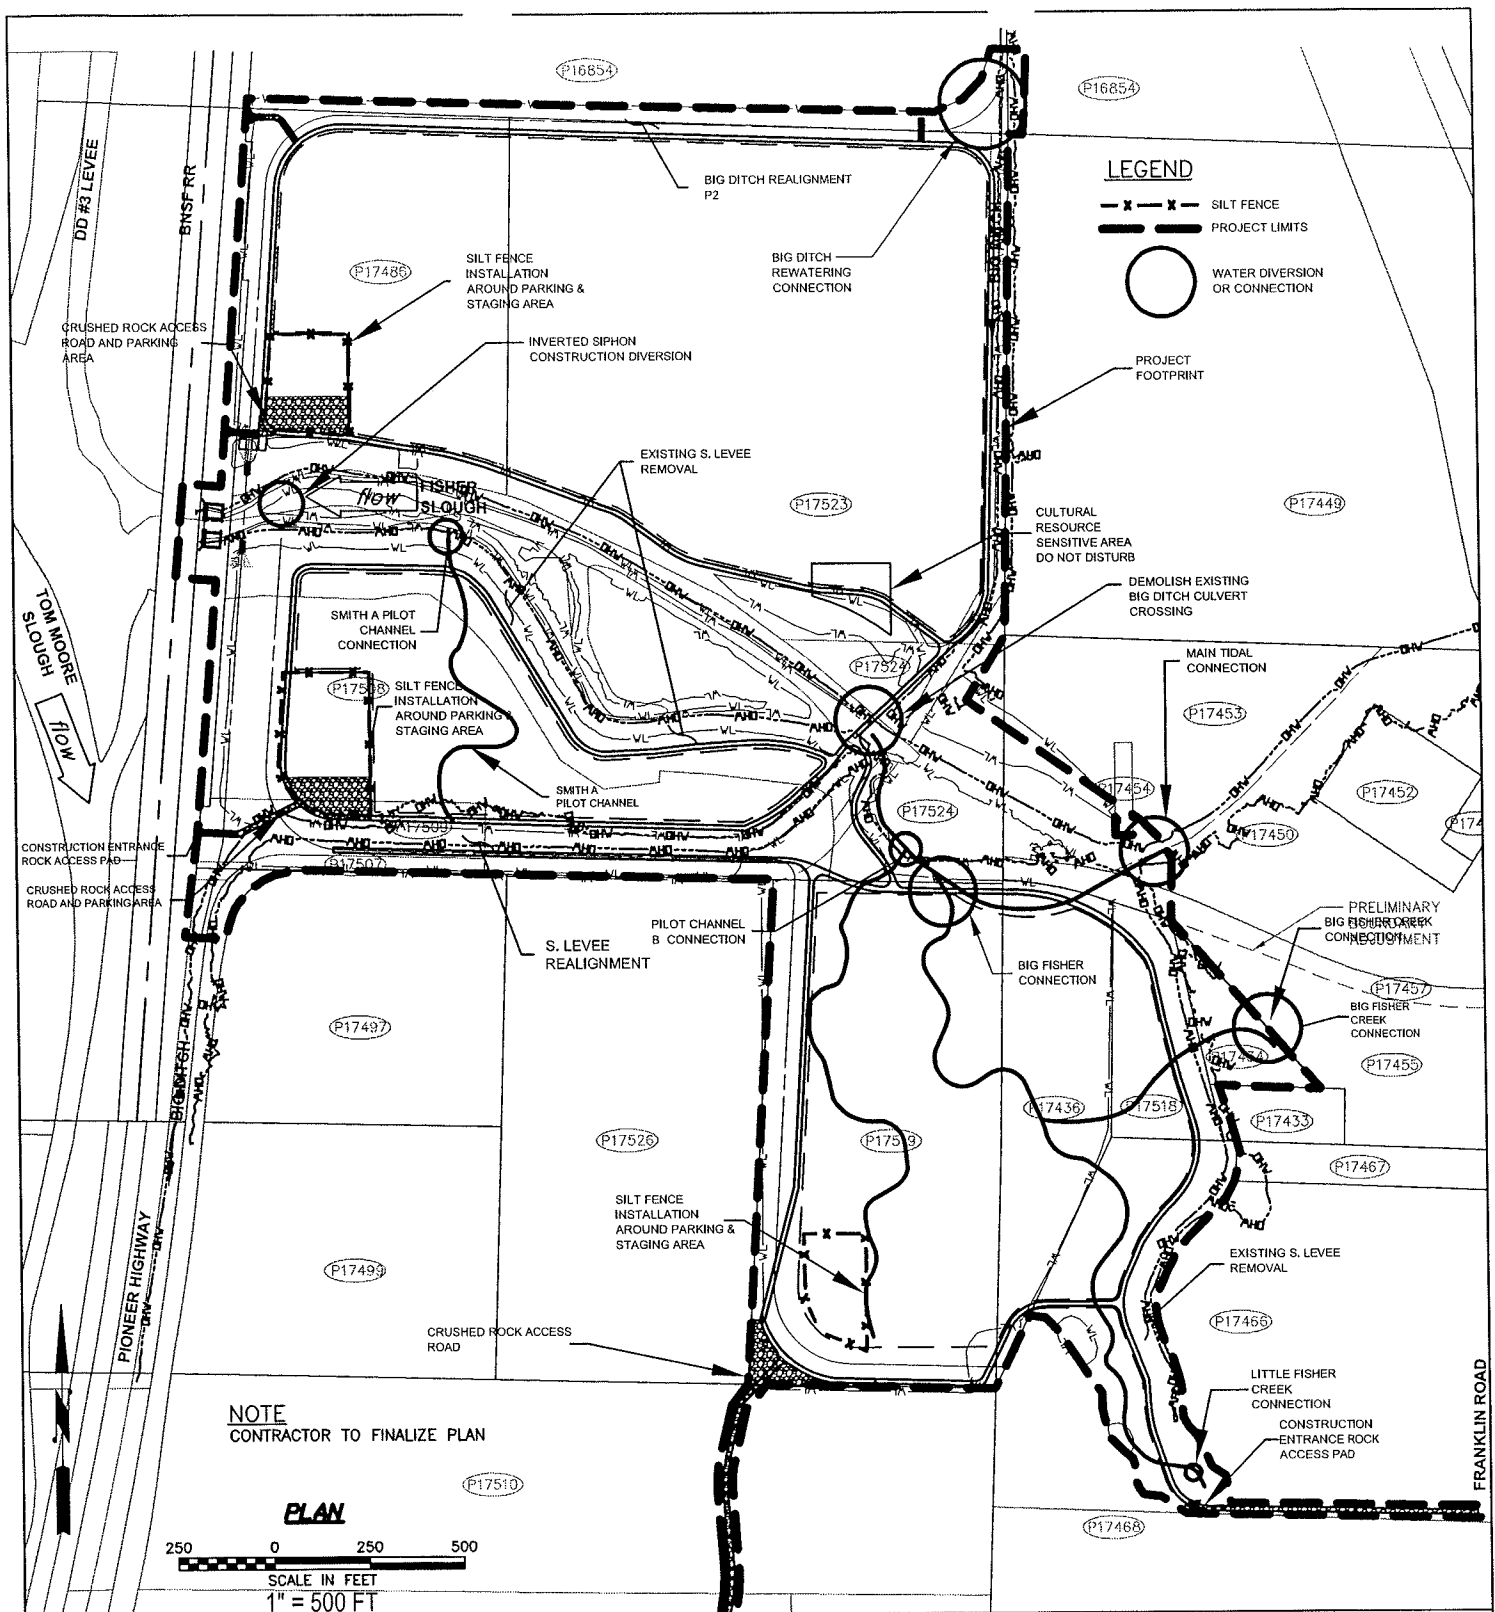 P16854
P16854
DD #3 LEVEE
BNSF RR
LEGEND
SILT FENCE
PROJECT LIMITS
WATER DIVERSION
OR CONNECTION
BIG DITCH REALIGNMENT
P2
BIG DITCH
REWATERING
CONNECTION
P17486
SILT FENCE
INSTALLATION
AROUND PARKING &
STAGING AREA
CRUSHED ROCK ACCESS
ROAD AND PARKING
AREA
INVERTED SIPHON
CONSTRUCTION DIVERSION
PROJECT
FOOTPRINT
EXISTING S. LEVEE
REMOVAL
flow
FISHER
SLOUGH
P17523
P17449
CULTURAL
RESOURCE
SENSITIVE AREA
DO NOT DISTURB
DEMOLISH EXISTING
BIG DITCH CULVERT
CROSSING
TOM MOORE
SLOUGH
flow
SMITH A PILOT
CHANNEL
CONNECTION
MAIN TIDAL
CONNECTION
P17524
P17508
SILT FENCE
INSTALLATION
AROUND PARKING &
STAGING AREA
P17453
SMITH A
PILOT CHANNEL
P17454
P17452
P17524
P17450
P17509
P17507
CONSTRUCTION ENTRANCE
ROCK ACCESS PAD
CRUSHED ROCK ACCESS
ROAD AND PARKING AREA
S. LEVEE
REALIGNMENT
PILOT CHANNEL
B CONNECTION
BIG FISHER
CONNECTION
PRELIMINARY
BOUNDARY
ADJUSTMENT
BIG FISHER CREEK
CONNECTION
P17457
BIG FISHER
CREEK
CONNECTION
P17497
P17434
P17455
P17436
P17518
P17433
BIG DITCH
P17526
P17519
P17467
SILT FENCE
INSTALLATION
AROUND PARKING &
STAGING AREA
PIONEER HIGHWAY
P17499
EXISTING S. LEVEE
REMOVAL
P17466
CRUSHED ROCK ACCESS
ROAD
LITTLE FISHER
CREEK
CONNECTION
CONSTRUCTION
ENTRANCE ROCK
ACCESS PAD
FRANKLIN ROAD
NOTE
CONTRACTOR TO FINALIZE PLAN
P17510
P17468
PLAN
250 0 250 500
SCALE IN FEET
1" = 500 FT